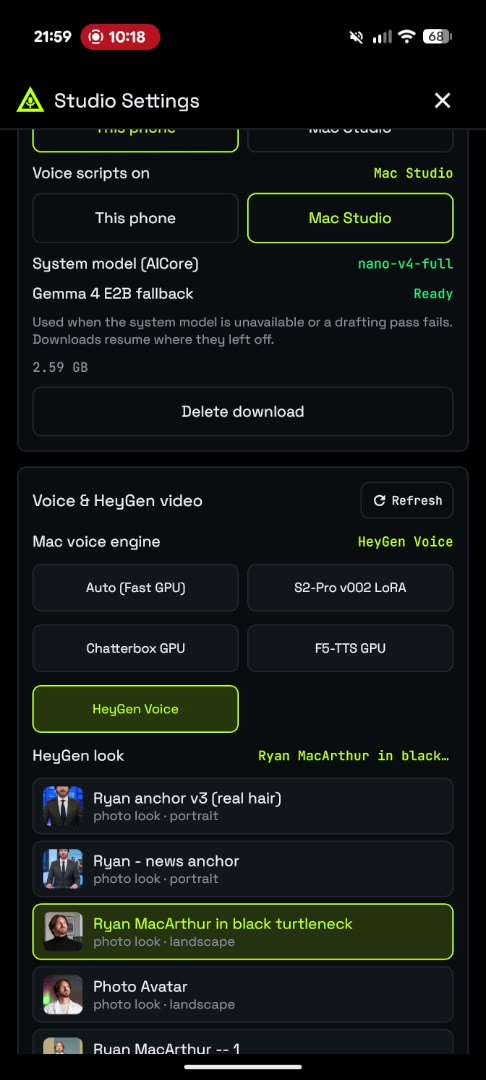 21:59 10:18 68
Studio Settings
This phone Mac Studio
Voice scripts on Mac Studio
This phone Mac Studio
System model (AICore) nano-v4-full
Gemma 4 E2B fallback Ready
Used when the system model is unavailable or a drafting pass fails.
Downloads resume where they left off.
2.59 GB
Delete download
Voice & HeyGen video Refresh
Mac voice engine HeyGen Voice
Auto (Fast GPU) S2-Pro v002 LoRA
Chatterbox GPU F5-TTS GPU
HeyGen Voice
HeyGen look Ryan MacArthur in black…
Ryan anchor v3 (real hair)
photo look · portrait
Ryan - news anchor
photo look · portrait
Ryan MacArthur in black turtleneck
photo look · landscape
Photo Avatar
photo look · landscape
Ryan MacArthur -- 1